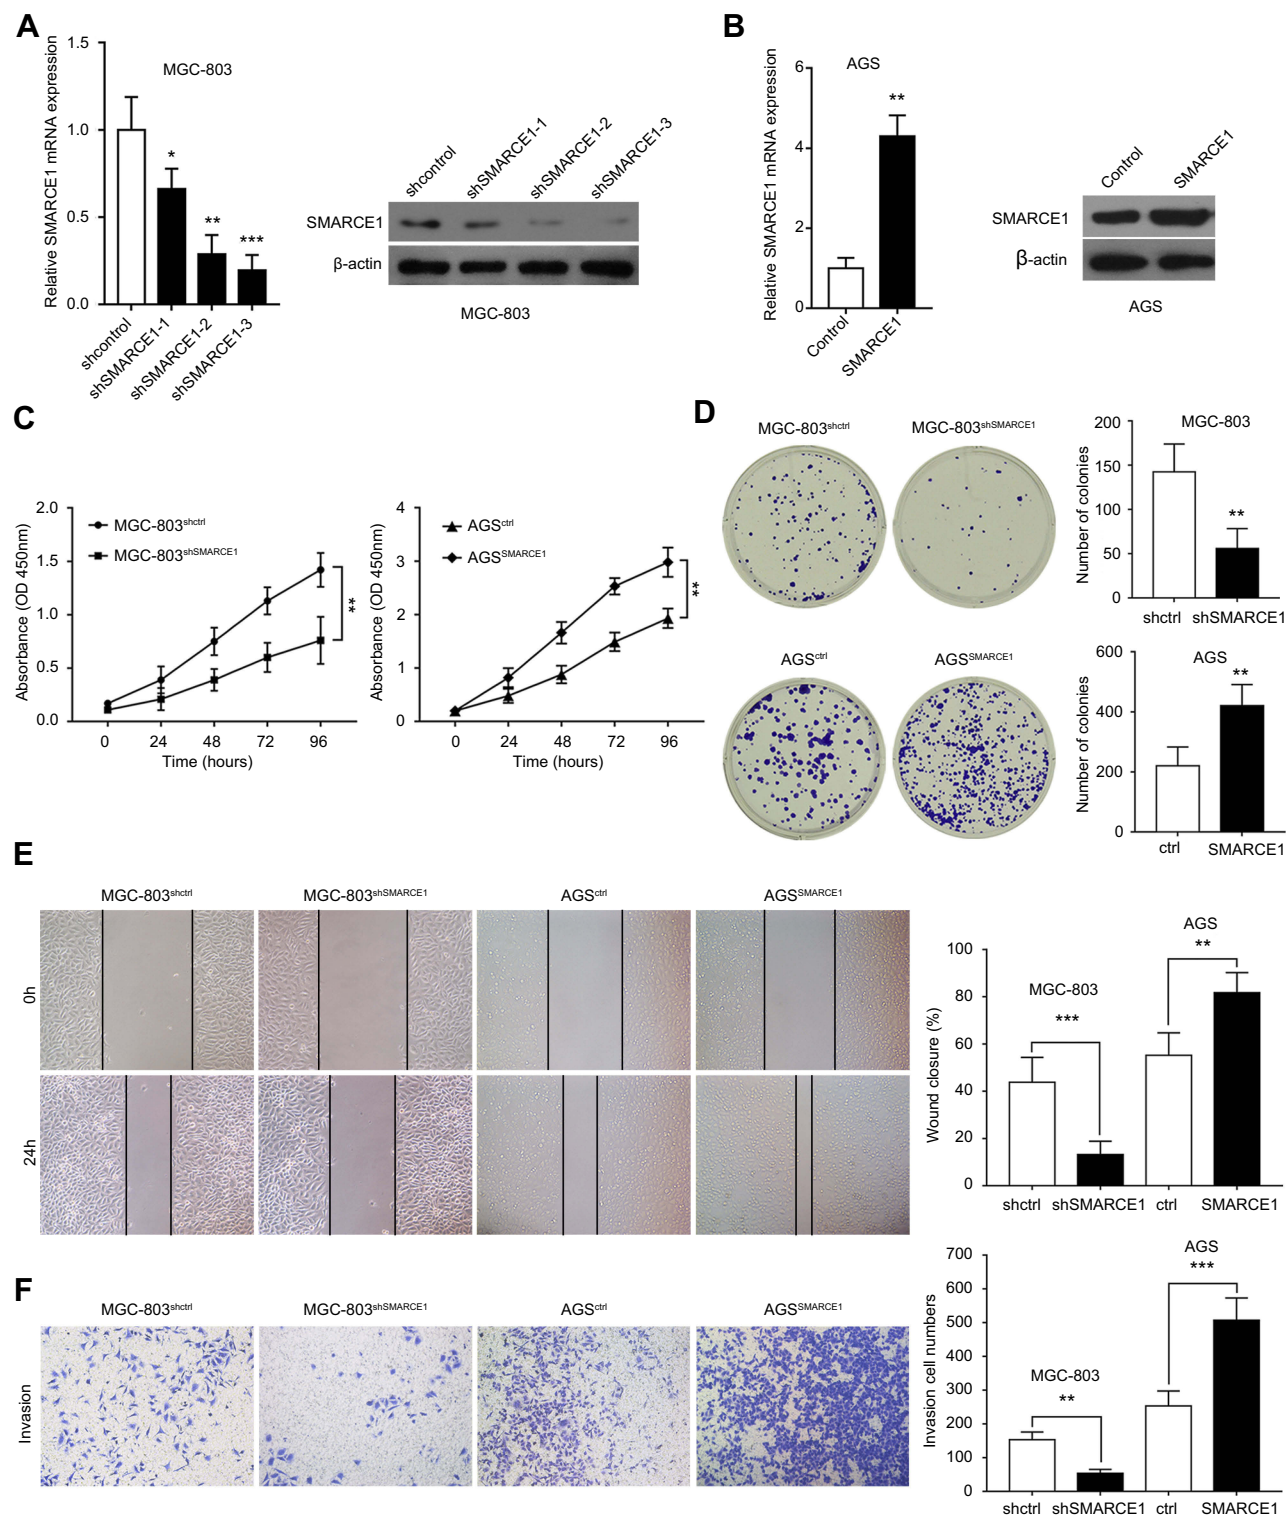 A
Relative SMARCE1 mRNA expression
1.5
1.0
0.5
0.0
MGC-803
*
**
***
shcontrol
shSMARCE1-1
shSMARCE1-2
shSMARCE1-3
shcontrol
shSMARCE1-1
shSMARCE1-2
shSMARCE1-3
SMARCE1
β-actin
MGC-803
B
Relative SMARCE1 mRNA expression
6
4
2
0
AGS
**
Control
SMARCE1
Control
SMARCE1
SMARCE1
β-actin
AGS
C
Absorbance (OD 450nm)
2.0
1.5
1.0
0.5
0.0
MGC-803shctrl
MGC-803shSMARCE1
**
0 24 48 72 96
Time (hours)
Absorbance (OD 450nm)
4
3
2
1
0
AGSctrl
AGSSMARCE1
**
0 24 48 72 96
Time (hours)
D
MGC-803shctrl
MGC-803shSMARCE1
Number of colonies
200
150
100
50
0
MGC-803
**
shctrl shSMARCE1
AGSctrl
AGSSMARCE1
Number of colonies
600
400
200
0
AGS
**
ctrl SMARCE1
E
MGC-803shctrl
MGC-803shSMARCE1
AGSctrl
AGSSMARCE1
0h
24h
Wound closure (%)
100
80
60
40
20
0
MGC-803
***
AGS
**
shctrl shSMARCE1 ctrl SMARCE1
F
MGC-803shctrl
MGC-803shSMARCE1
AGSctrl
AGSSMARCE1
Invasion
Invasion cell numbers
700
600
500
400
300
200
100
0
MGC-803
**
AGS
***
shctrl shSMARCE1 ctrl SMARCE1